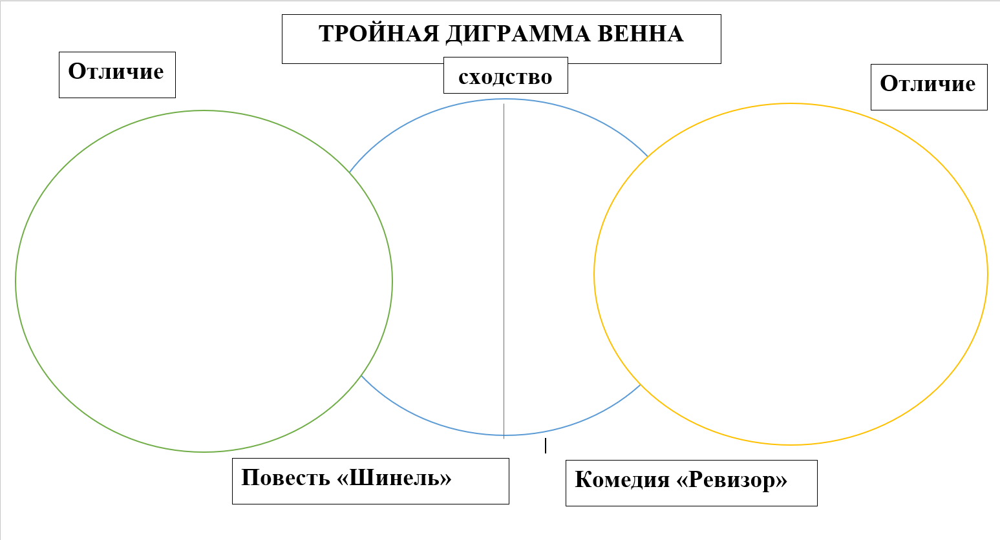 ТРОЙНАЯ ДИГРАММА ВЕННА
Отличие
сходство
Отличие
Повесть «Шинель»
Комедия «Ревизор»